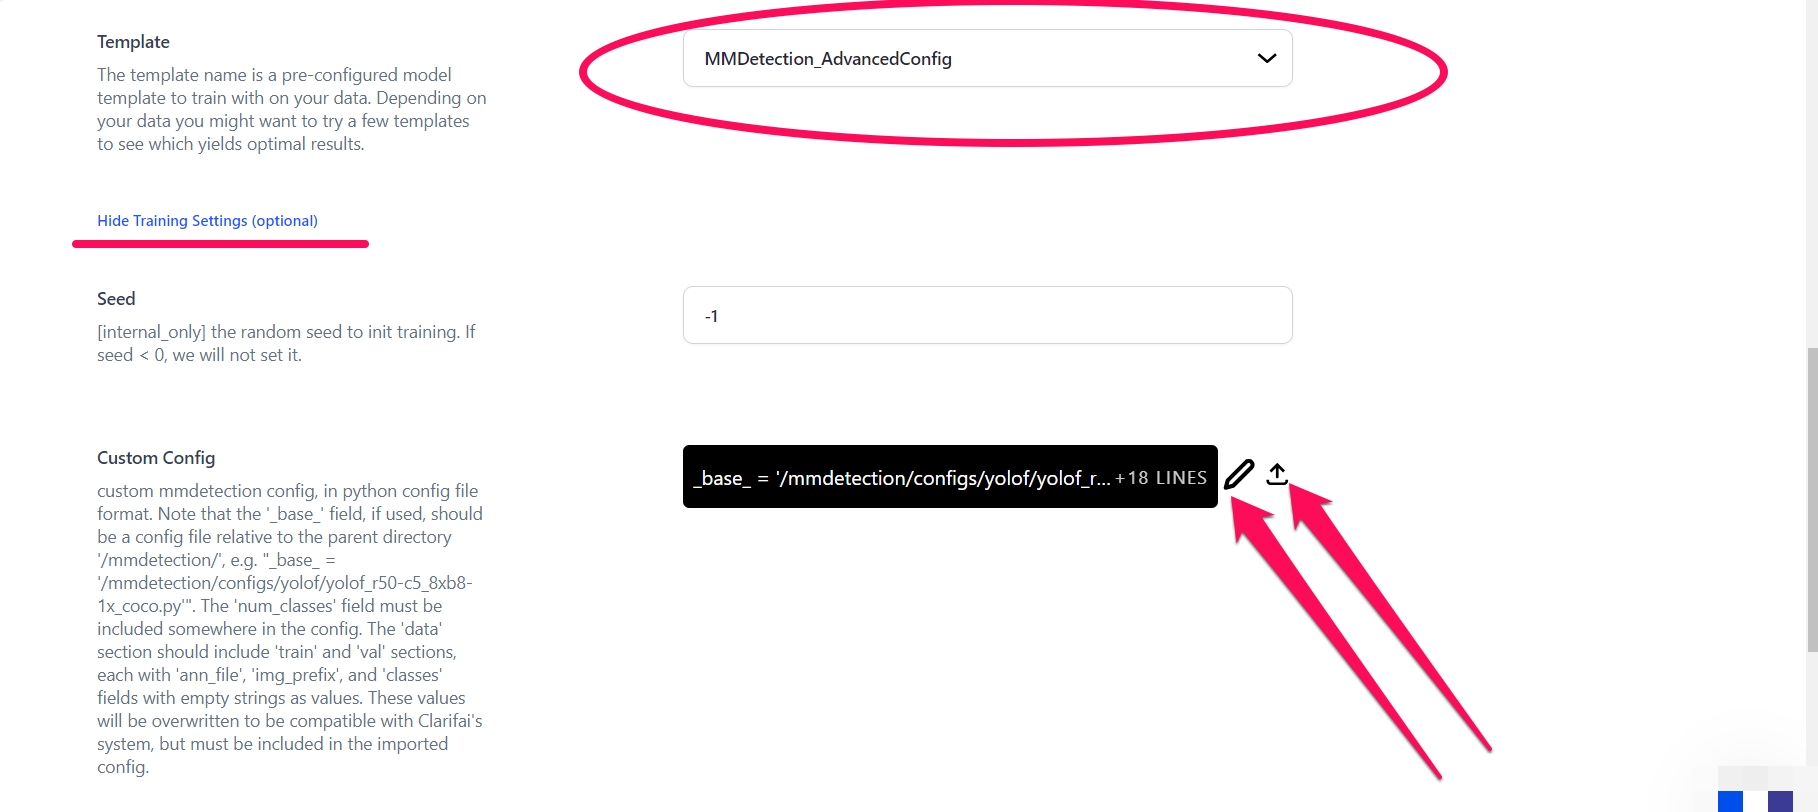 Template
MMDetection_AdvancedConfig
The template name is a pre-configured model
template to train with on your data. Depending on
your data you might want to try a few templates
to see which yields optimal results.
Hide Training Settings (optional)
Seed
-1
[internal_only] the random seed to init training. If
seed < 0, we will not set it.
Custom Config
_base_ = '/mmdetection/configs/yolof/yolof_r... +18 LINES
custom mmdetection config, in python config file
format. Note that the '_base_' field, if used, should
be a config file relative to the parent directory
'/mmdetection/', e.g. "_base_ =
'/mmdetection/configs/yolof/yolof_r50-c5_8xb8-
1x_coco.py'". The 'num_classes' field must be
included somewhere in the config. The 'data'
section should include 'train' and 'val' sections,
each with 'ann_file', 'img_prefix', and 'classes'
fields with empty strings as values. These values
will be overwritten to be compatible with Clarifai's
system, but must be included in the imported
config.